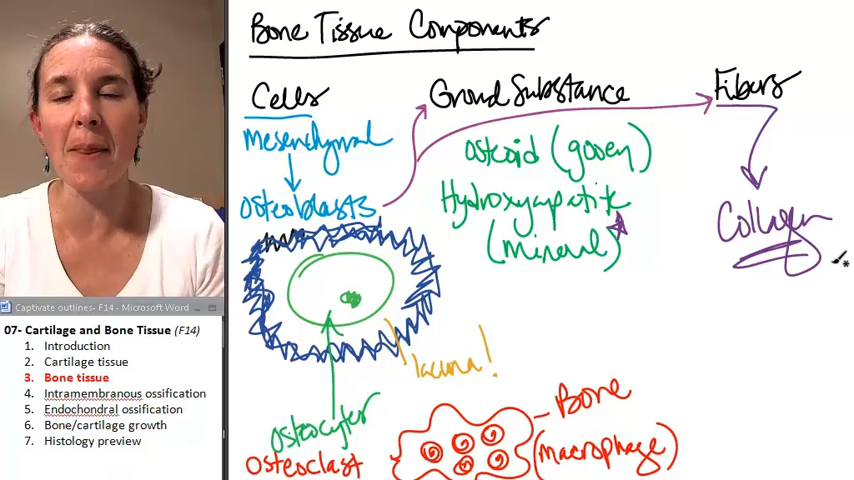 Bone Tissue Components
Cells
Ground Substance
Fibers
Mesenchymal
Osteoblasts
osteoid (gooey)
Hydroxyapatite
(mineral)
Collagen
lacuna!
Osteocyter
Osteoclast
Bone
(macrophage)
Captivate outlines- F14 - Microsoft Word
07- Cartilage and Bone Tissue (F14)
1. Introduction
2. Cartilage tissue
3. Bone tissue
4. Intramembranous ossification
5. Endochondral ossification
6. Bone/cartilage growth
7. Histology preview